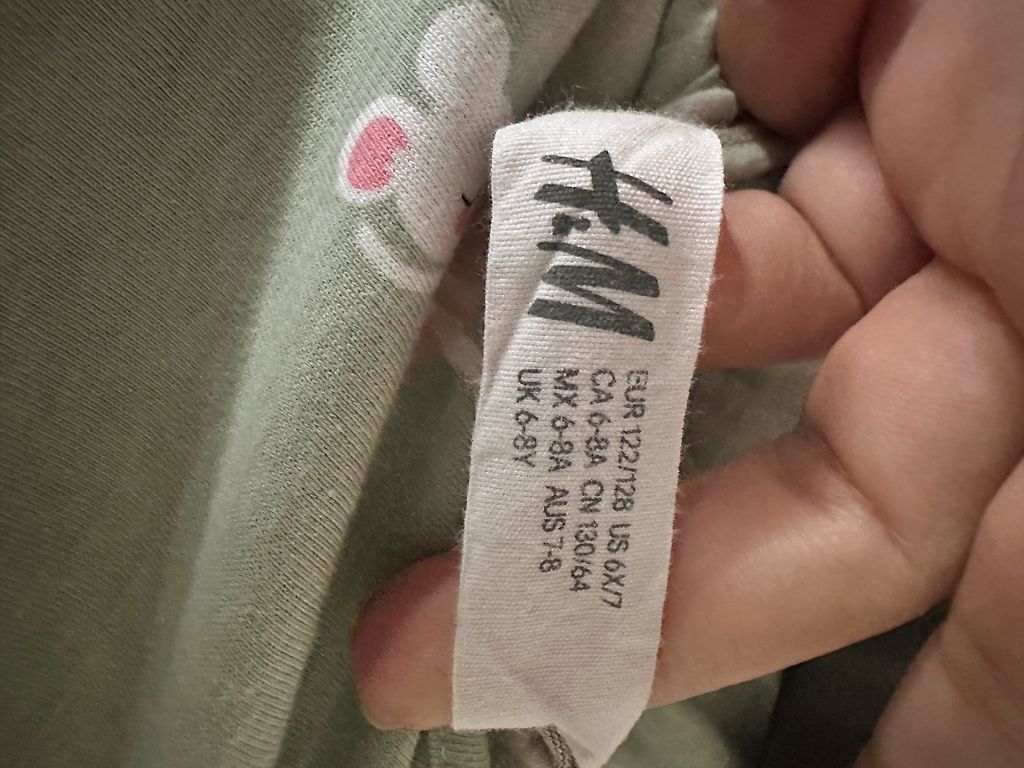 H&M
EUR 122/128 US 6X/7
CA 6-8A CN 130/64
MX 6-8A AUS 7-8
UK 6-8Y